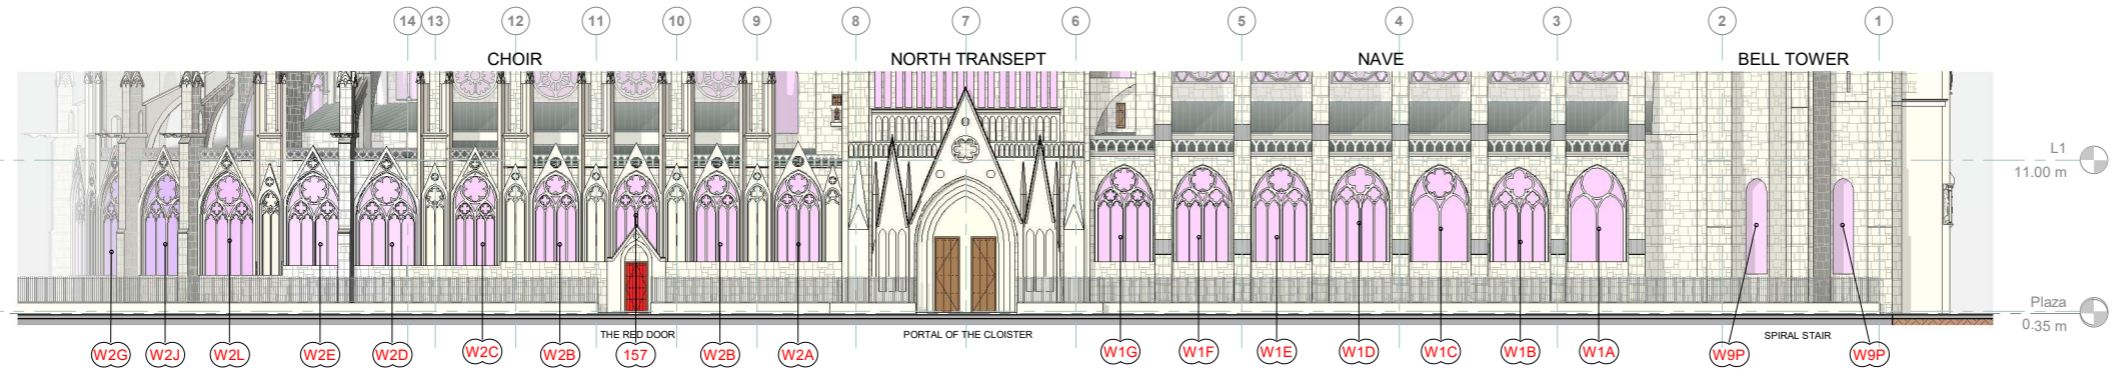 14 13 12 11 10 9 8 7 6 5 4 3 2 1
CHOIR NORTH TRANSEPT NAVE BELL TOWER
L1
11.00 m
Plaza
0.35 m
THE RED DOOR PORTAL OF THE CLOISTER SPIRAL STAIR
W2G W2J W2L W2E W2D W2C W2B 157 W2B W2A W1G W1F W1E W1D W1C W1B W1A W9P W9P